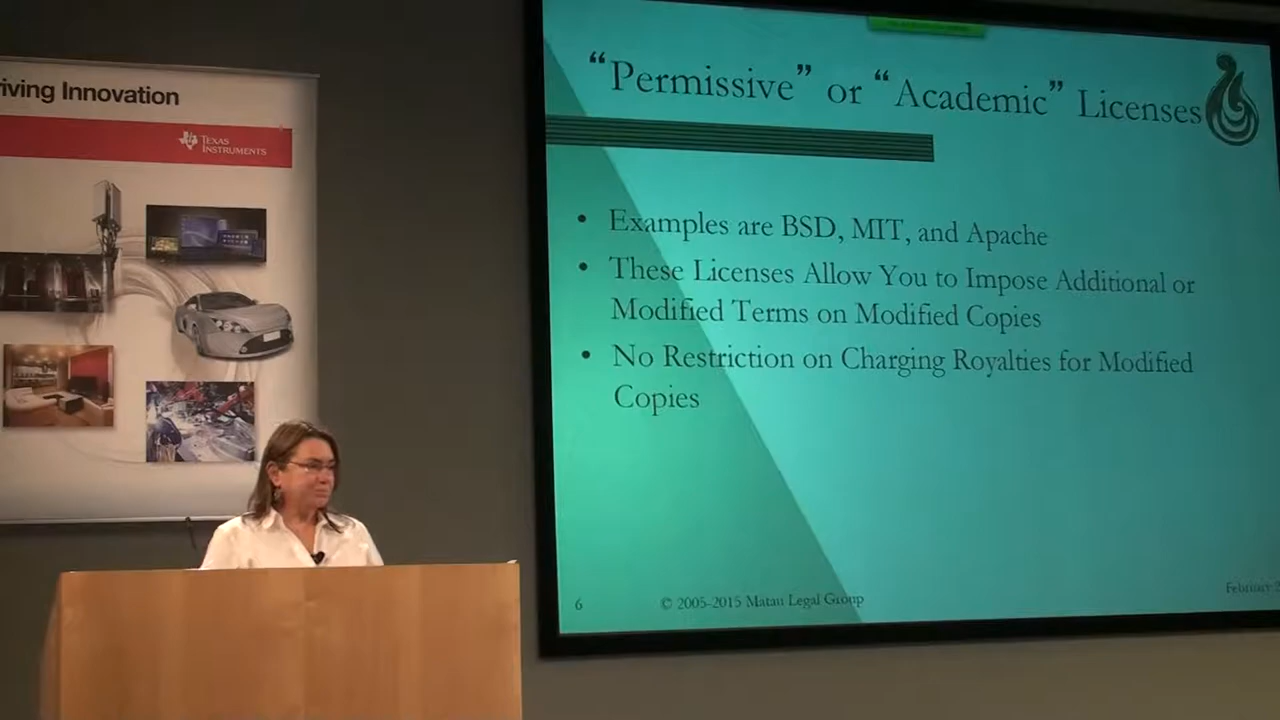 iving Innovation
TEXAS
INSTRUMENTS
“Permissive” or “Academic” Licenses
• Examples are BSD, MIT, and Apache
• These Licenses Allow You to Impose Additional or
Modified Terms on Modified Copies
• No Restriction on Charging Royalties for Modified
Copies
6
© 2005-2015 Matau Legal Group
February